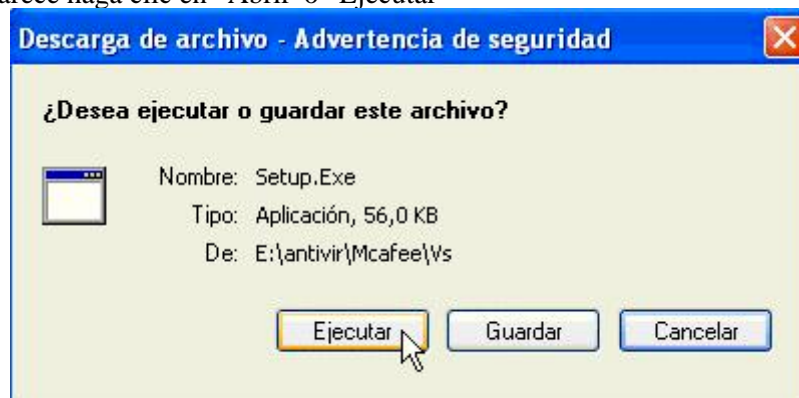 haga clic en "Abrir" o "Ejecutar"
Descarga de archivo - Advertencia de seguridad
¿Desea ejecutar o guardar este archivo?
Nombre: Setup.Exe
Tipo: Aplicación, 56,0 KB
De: E:\antivir\Mcafee\Vs
Ejecutar Guardar Cancelar